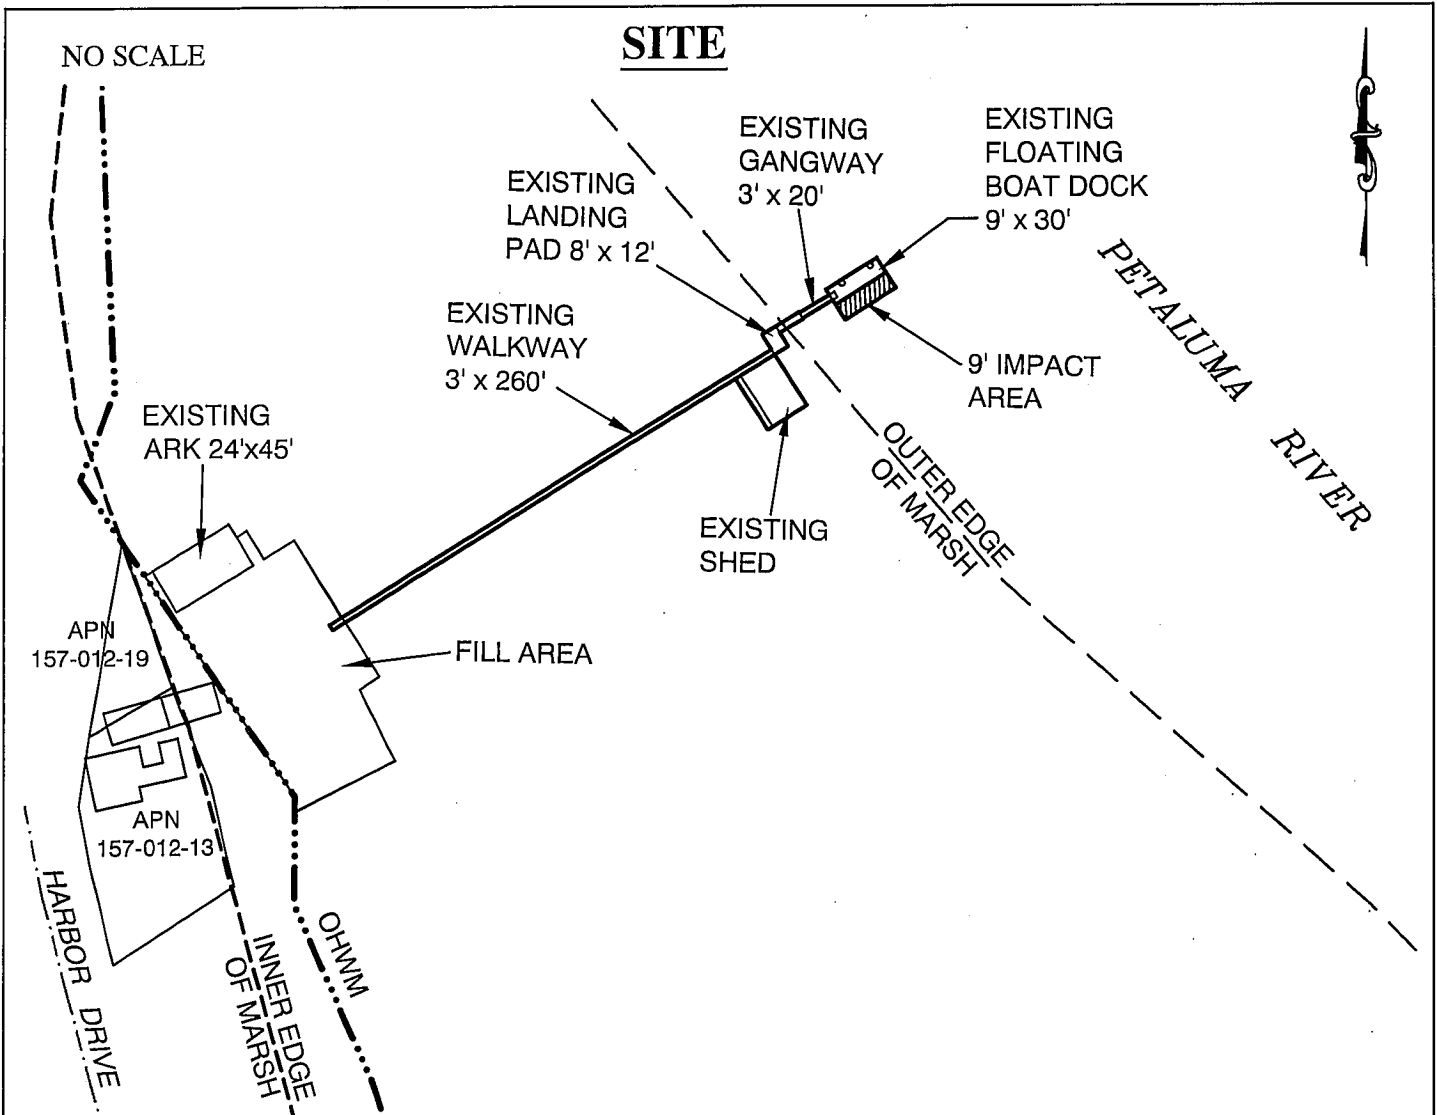 SITE
NO SCALE
EXISTING
GANGWAY
3' x 20'
EXISTING
FLOATING
BOAT DOCK
9' x 30'
EXISTING
LANDING
PAD 8' x 12'
EXISTING
WALKWAY
3' x 260'
PETALUMA
RIVER
9' IMPACT
AREA
EXISTING
ARK 24'x45'
OUTER EDGE
OF MARSH
EXISTING
SHED
APN
157-012-19
FILL AREA
APN
157-012-13
HARBOR DRIVE
INNER EDGE
OF MARSH
OHWM